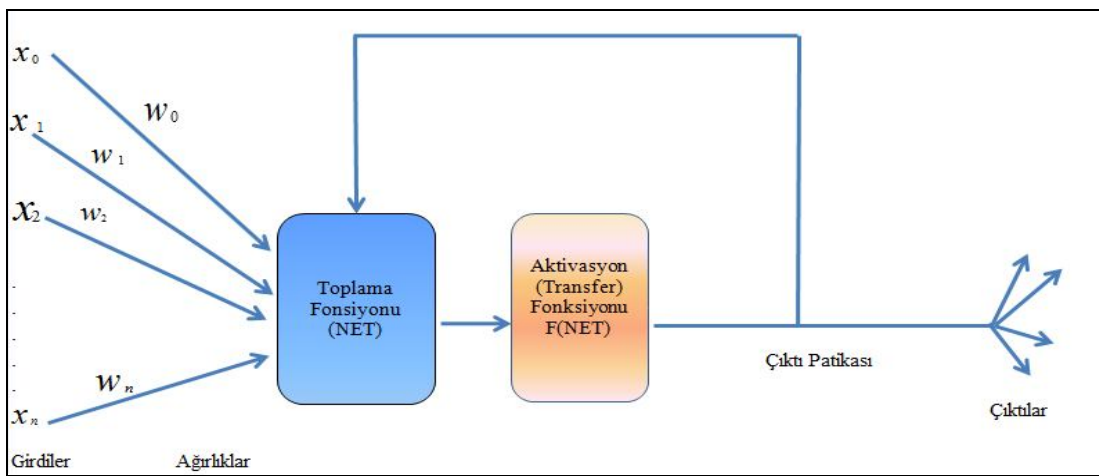 x0
w0
x1
w1
x2
w2
.
.
.
.
.
wn
xn
Toplama
Fonsiyonu
(NET)
Aktivasyon
(Transfer)
Fonksiyonu
F(NET)
Çıktı Patikası
Çıktılar
Girdiler
Ağırlıklar